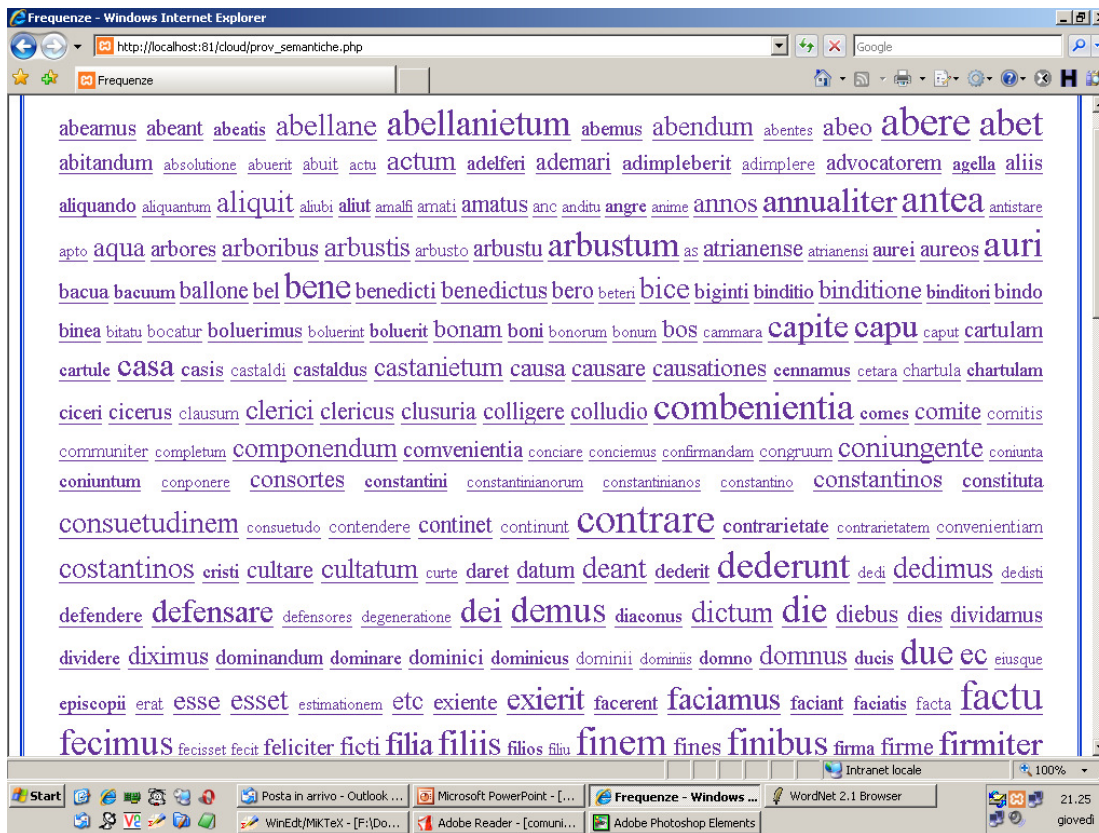 Frequenze - Windows Internet Explorer
http://localhost:81/cloud/prov_semantiche.php Google
Frequenze
abeamus abeant abeatis abellane abellanietum abemus abendum abentes abeo abere abet
abitandum absolutione abuerit abuit actu actum adelferi ademari adimpleberit adimplere advocatorem agella aliis
aliquando aliquantum aliquit aliubi aliut amalfi amati amatus anc anditu angre anime annos annualiter antea antistare
apto aqua arbores arboribus arbustis arbusto arbustu arbustum as atrianense atrianensi aurei aureos auri
bacua bacuum ballone bel bene benedicti benedictus bero beteri bice biginti binditio binditione binditori bindo
binea bitatu bocatur boluerimus boluerint boluerit bonam boni bonorum bonum bos cammara capite capu caput cartulam
cartule casa casis castaldi castaldus castanietum causa causare causationes cennamus cetara chartula chartulam
ciceri cicerus clausum clerici clericus clusuria colligere colludio combenientia comes comite comitis
communiter completum componendum comvenientia conciare conciemus confirmandam congruum coniungente coniunta
coniuntum conponere consortes constantini constantinianorum constantinianos constantino constantinos constituta
consuetudinem consuetudo contendere continet continunt contrare contrarietate contrarietatem convenientiam
costantinos cristi cultare cultatum curte daret datum deant dederit dederunt dedi dedimus dedisti
defendere defensare defensores degeneratione dei demus diaconus dictum die diebus dies dividamus
dividere diximus dominandum dominare dominici dominicus dominii dominiis domno domnus ducis due ec eiusque
episcopii erat esse esset estimationem etc exiente exierit facerent faciamus faciant faciatis facta factu
fecimus fecisset fecit feliciter ficti filia filiis filios filiu finem fines finibus firma firme firmiter
Intranet locale 100%
Start Posta in arrivo - Outlook ... Microsoft PowerPoint - [... Frequenze - Windows ... WordNet 2.1 Browser 21.25
WinEdt/MiKTeX - [F:\Do... Adobe Reader - [comuni... Adobe Photoshop Elements giovedì